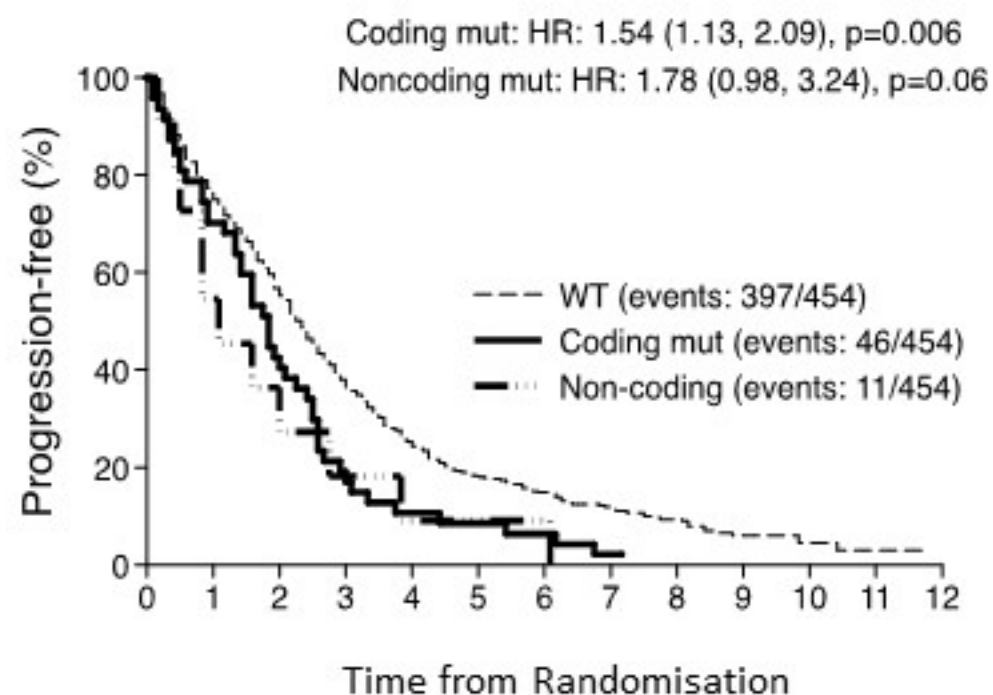 Coding mut: HR: 1.54 (1.13, 2.09), p=0.006
Noncoding mut: HR: 1.78 (0.98, 3.24), p=0.06
Progression-free (%)
100
80
60
40
20
0
WT (events: 397/454)
Coding mut (events: 46/454)
Non-coding (events: 11/454)
0 1 2 3 4 5 6 7 8 9 10 11 12
Time from Randomisation